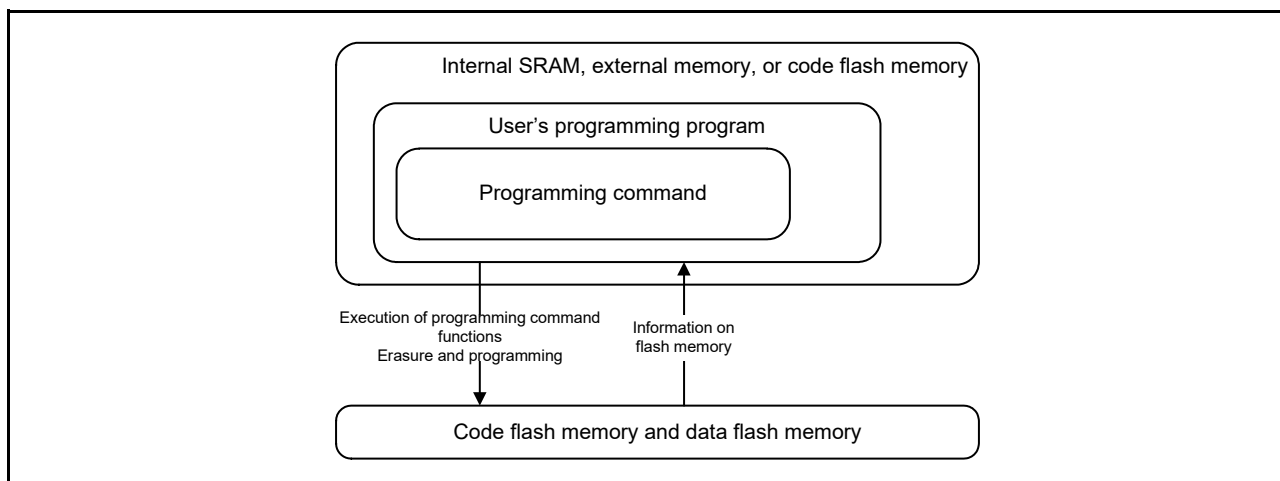 Internal SRAM, external memory, or code flash memory
User’s programming program
Programming command
Execution of programming command
functions
Erasure and programming
Information on
flash memory
Code flash memory and data flash memory